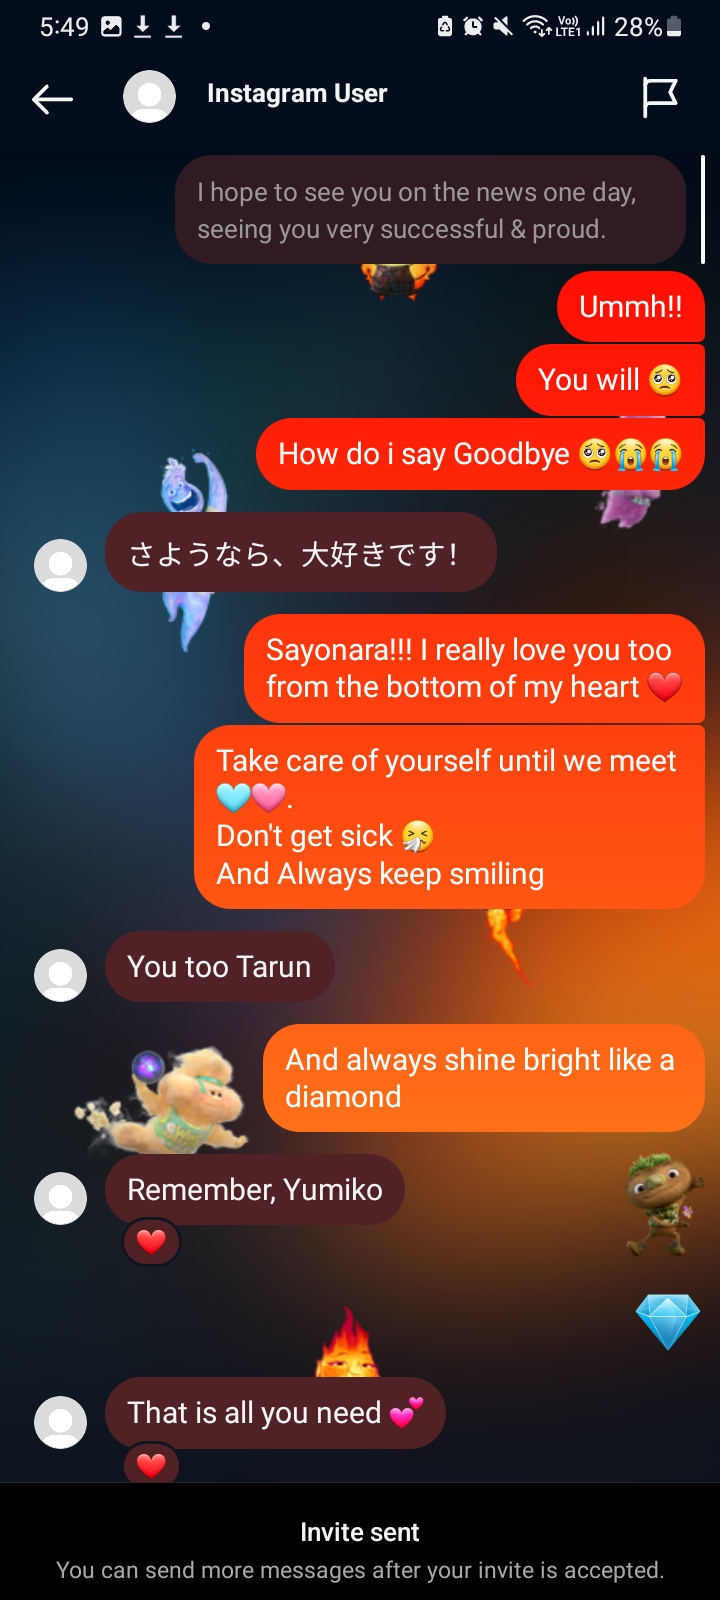 5:49
Vo))
LTE1
28%
Instagram User
I hope to see you on the news one day,
seeing you very successful & proud.
Ummh!!
You will 🥺
How do i say Goodbye 🥺😭😭
さようなら、大好きです!
Sayonara!!! I really love you too
from the bottom of my heart ❤️
Take care of yourself until we meet
🩵🩷.
Don't get sick 🤧
And Always keep smiling
You too Tarun
And always shine bright like a
diamond
Remember, Yumiko
❤️
💎
That is all you need 💕
❤️
Invite sent
You can send more messages after your invite is accepted.